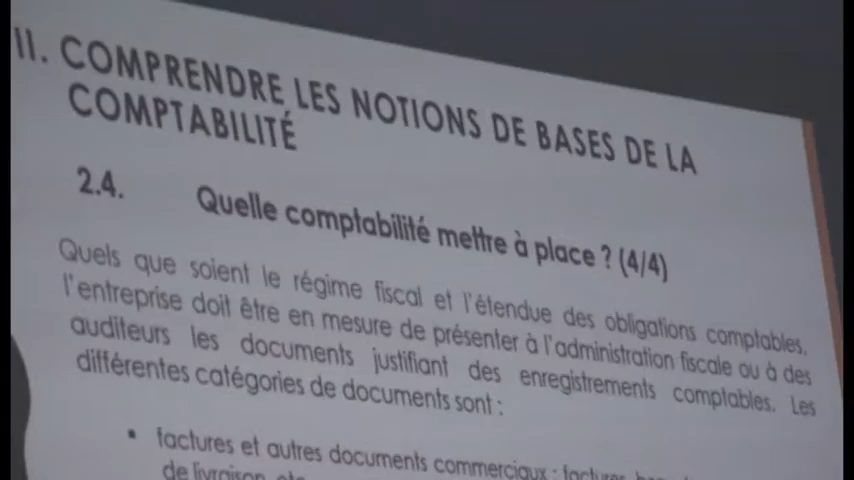 II. COMPRENDRE LES NOTIONS DE BASES DE LA
COMPTABILITÉ
2.4. Quelle comptabilité mettre à place ? (4/4)
Quels que soient le régime fiscal et l'étendue des obligations comptables,
l'entreprise doit être en mesure de présenter à l'administration fiscale ou à des
auditeurs les documents justifiant des enregistrements comptables. Les
différentes catégories de documents sont :
• factures et autres documents commerciaux : factures,
de livraison, etc